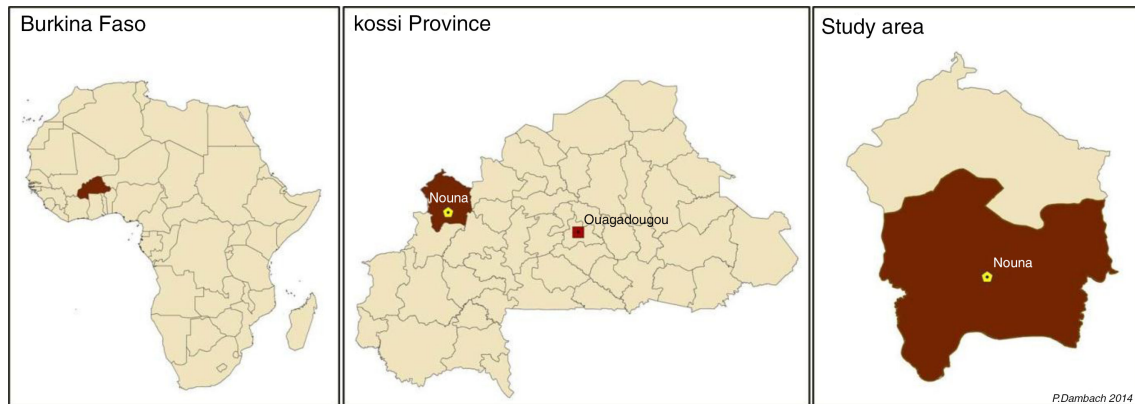 Burkina Faso
kossi Province
Study area
Nouna
Ouagadougou
Nouna
P.Dambach 2014